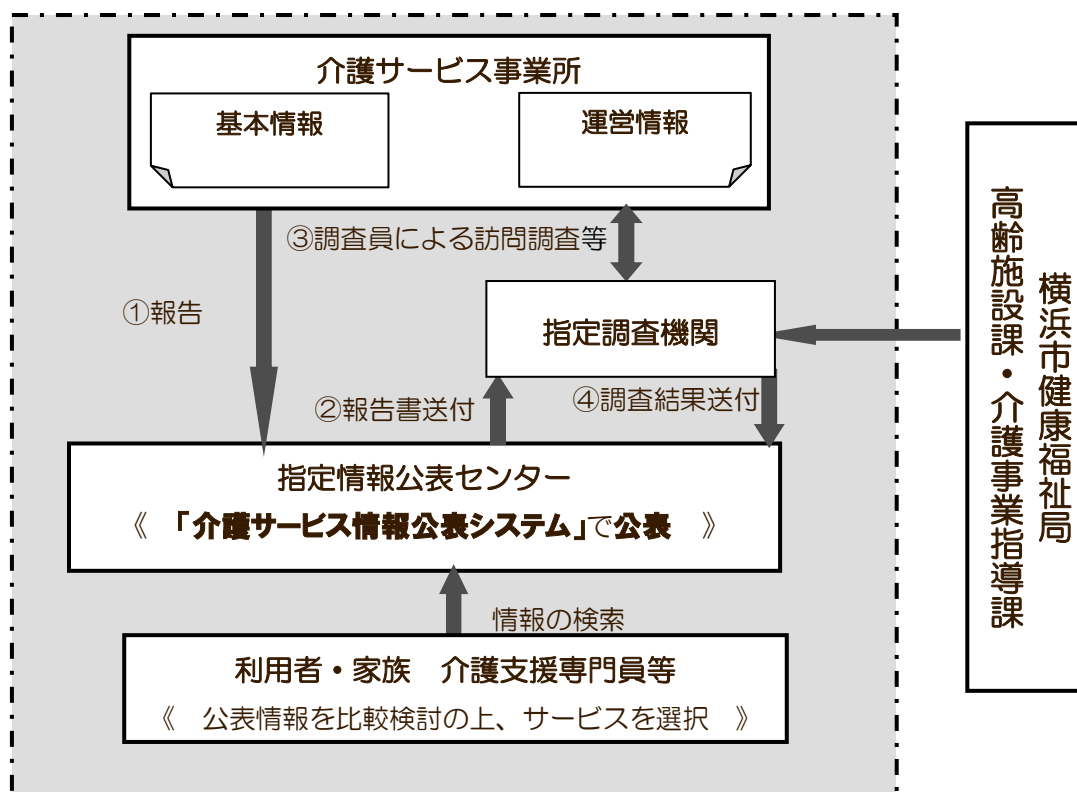 介護サービス事業所
基本情報
運営情報
③調査員による訪問調査等
①報告
指定調査機関
②報告書送付
④調査結果送付
指定情報公表センター
《 「介護サービス情報公表システム」で公表 》
情報の検索
利用者・家族 介護支援専門員等
《 公表情報を比較検討の上、サービスを選択 》
横浜市健康福祉局
高齢施設課・介護事業指導課